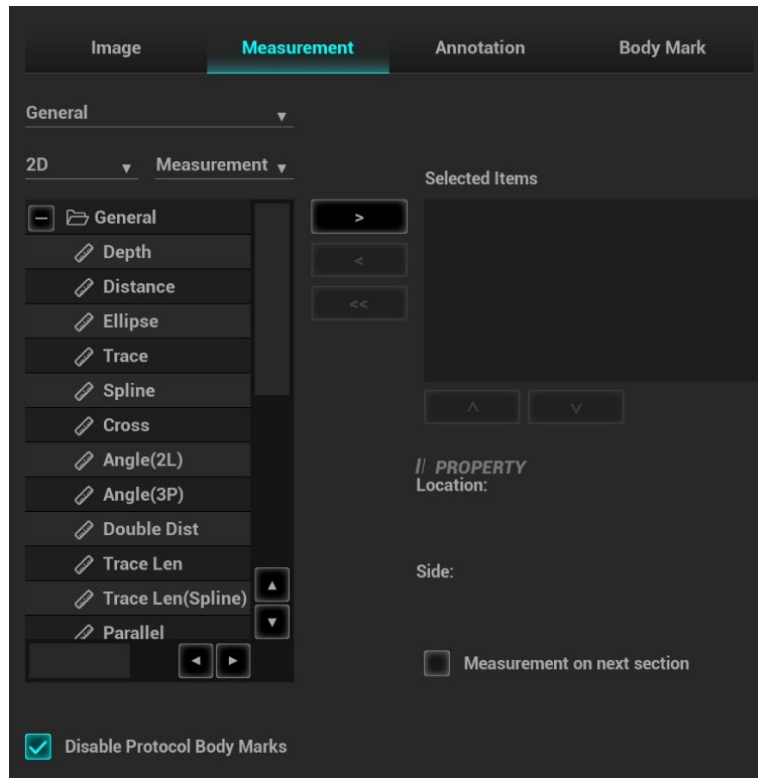 Image Measurement Annotation Body Mark
General
2D Measurement
Selected Items
General
>
Depth
<
Distance
<<
Ellipse
Trace
Spline
Cross
Angle(2L)
Angle(3P)
Double Dist
Trace Len
Trace Len(Spline)
Parallel
// PROPERTY
Location:
Side:
Measurement on next section
Disable Protocol Body Marks